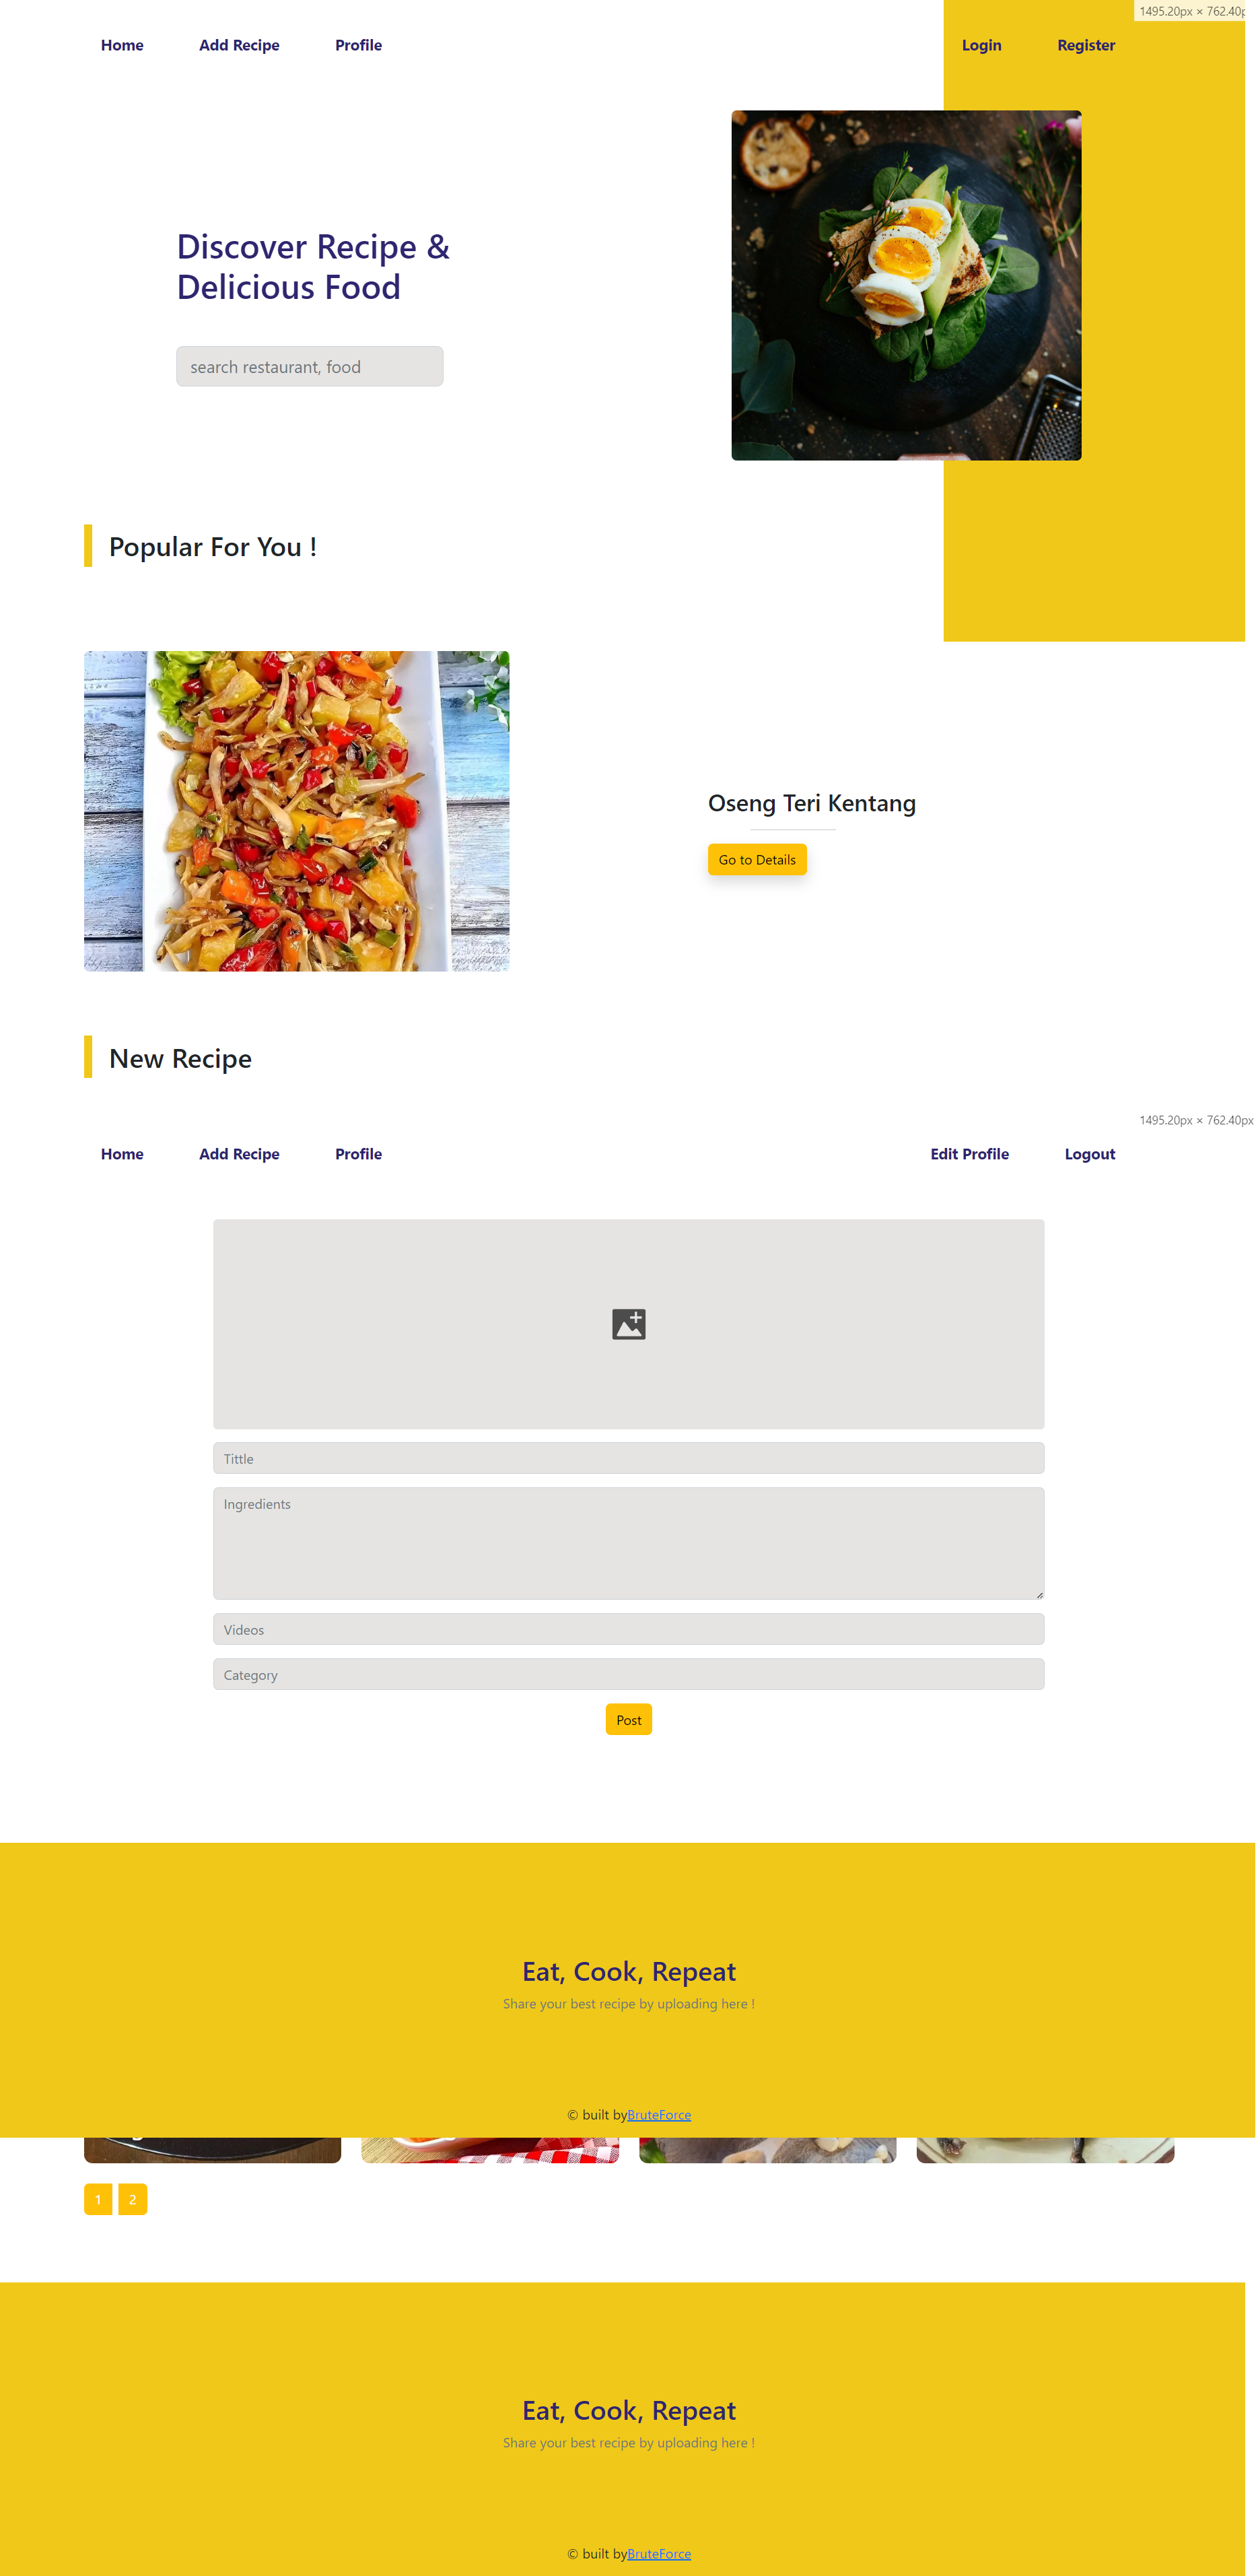 1495.20px × 762.40p
Home Add Recipe Profile Login Register
Discover Recipe &
Delicious Food
search restaurant, food
Popular For You !
Oseng Teri Kentang
Go to Details
New Recipe
1495.20px × 762.40px
Home Add Recipe Profile Edit Profile Logout
Tittle
Ingredients
Videos
Category
Post
Eat, Cook, Repeat
Share your best recipe by uploading here !
© built byBruteForce
1 2
Eat, Cook, Repeat
Share your best recipe by uploading here !
© built byBruteForce